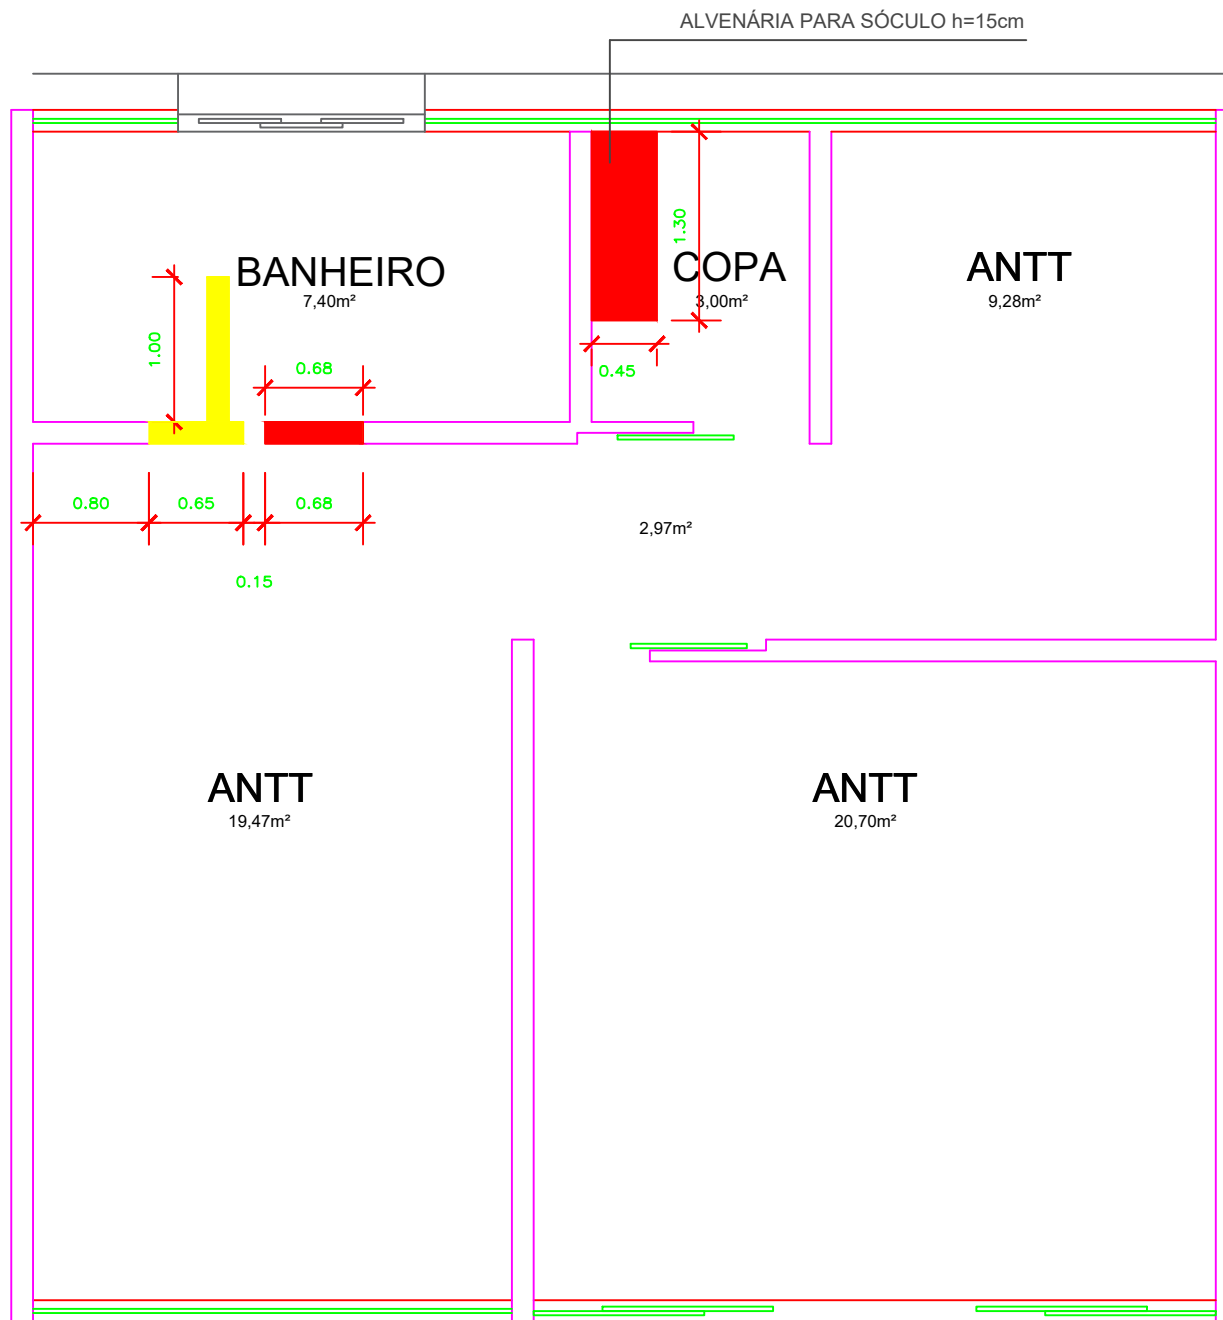 ALVENÁRIA PARA SÓCULO h=15cm
BANHEIRO
7,40m²
1.30
COPA
3,00m²
ANTT
9,28m²
1.00
0.68
0.45
0.80
0.65
0.68
0.15
2,97m²
ANTT
19,47m²
ANTT
20,70m²